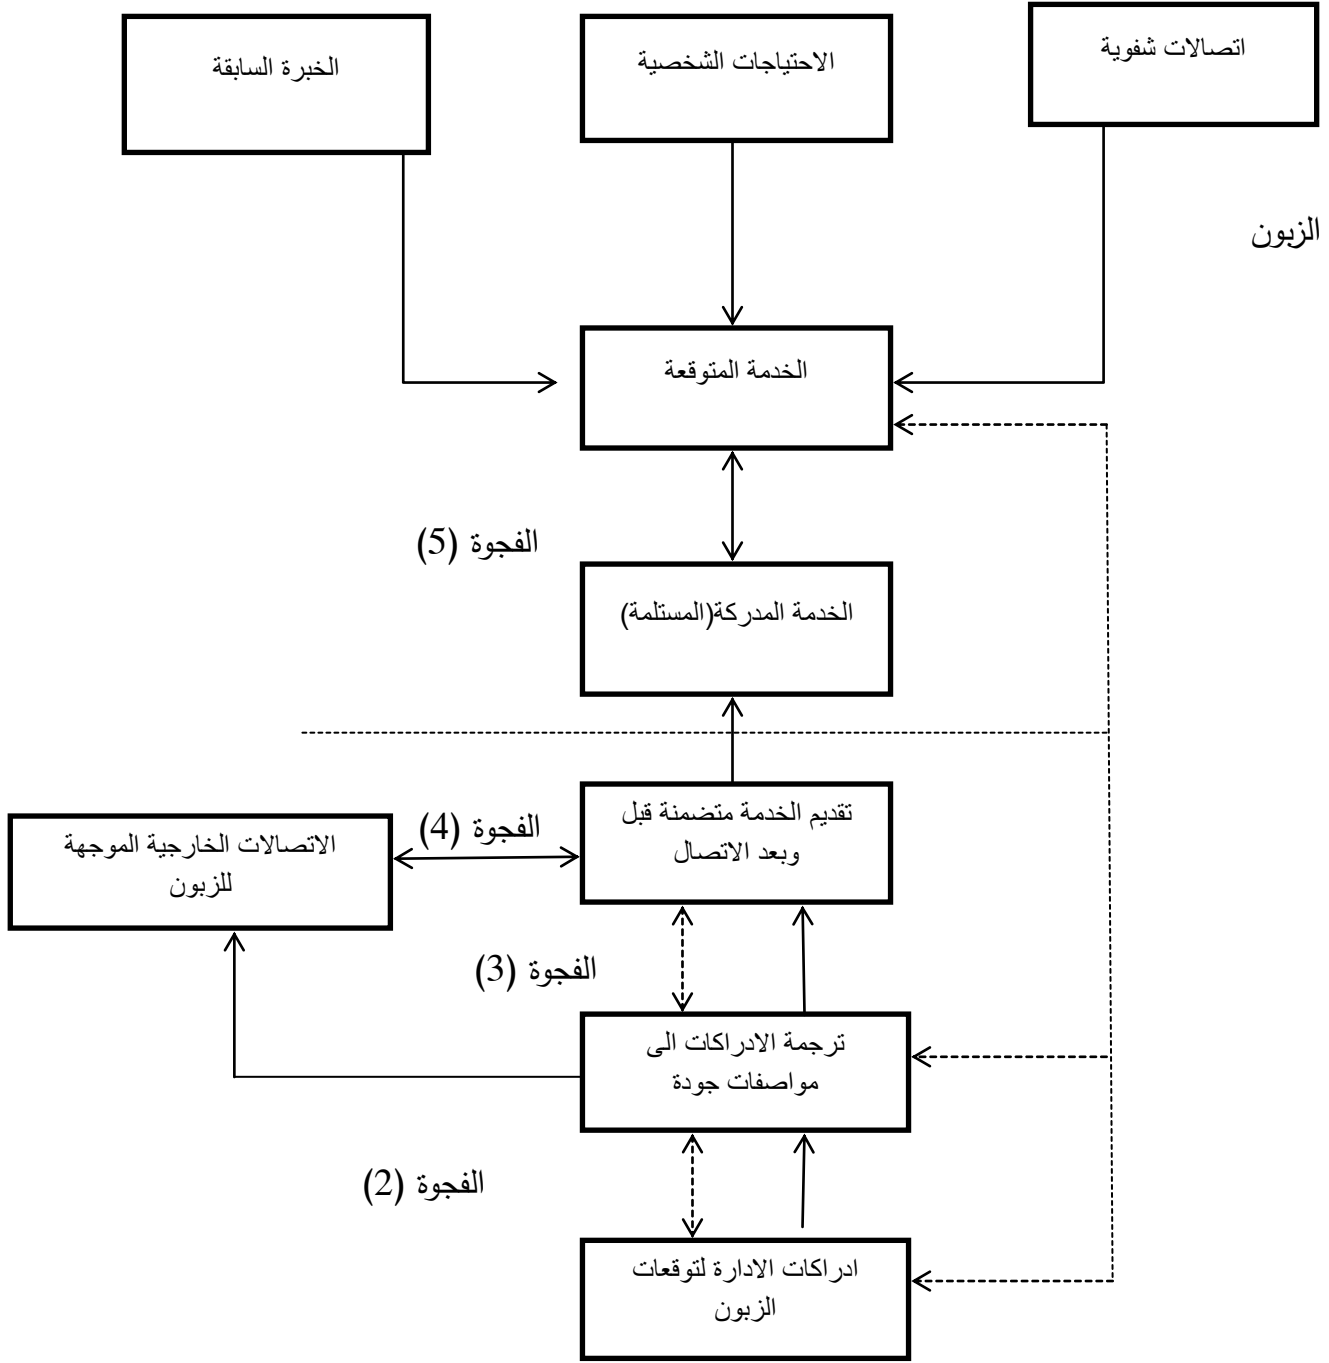 اتصالات شفوية
الاحتياجات الشخصية
الخبرة السابقة
الزبون
الخدمة المتوقعة
الفجوة (5)
الخدمة المدركة(المستلمة)
تقديم الخدمة متضمنة قبل
وبعد الاتصال
الفجوة (4)
الاتصالات الخارجية الموجهة
للزبون
الفجوة (3)
ترجمة الادراكات الى
مواصفات جودة
الفجوة (2)
ادراكات الادارة لتوقعات
الزبون